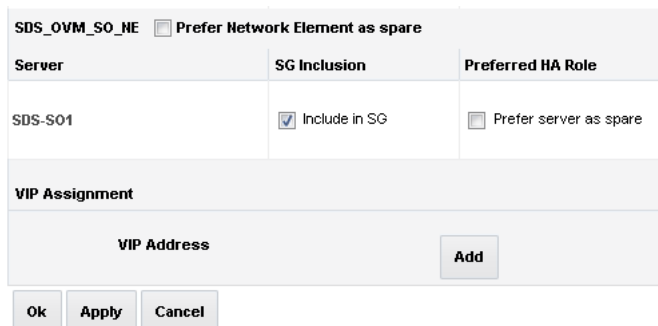 SDS_OVM_SO_NE Prefer Network Element as spare
Server SG Inclusion Preferred HA Role
SDS-SO1 Include in SG Prefer server as spare
VIP Assignment
VIP Address Add
Ok Apply Cancel